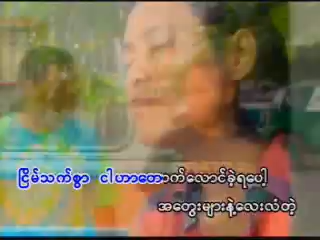 ငြိမ်သက်စွာ ငါဟာတောက်လောင်ခဲ့ရပေါ့
အတွေးများနဲ့လေးလံတဲ့